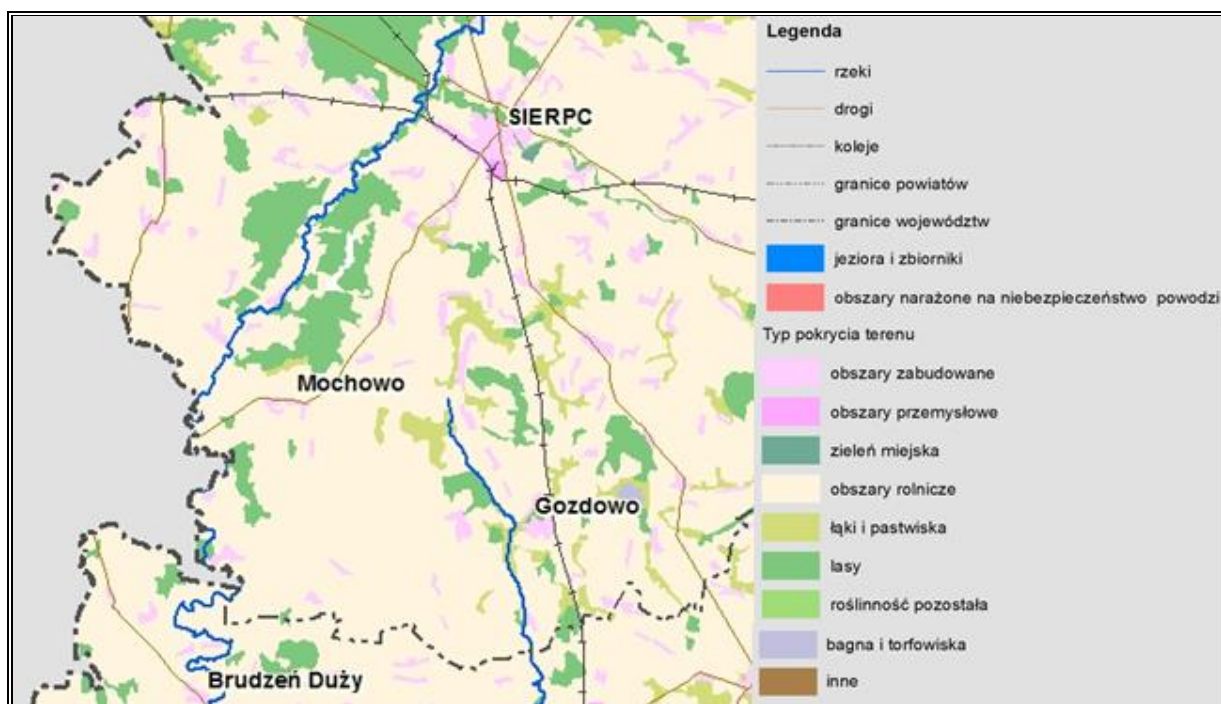 SIERPC
Mochowo
Gozdowo
Brudzeń Duży
Legenda
rzeki
drogi
koleje
granice powiatów
granice województw
jeziora i zbiorniki
obszary narażone na niebezpieczeństwo powodzi
Typ pokrycia terenu
obszary zabudowane
obszary przemysłowe
zieleń miejska
obszary rolnicze
łąki i pastwiska
lasy
roślinność pozostała
bagna i torfowiska
inne